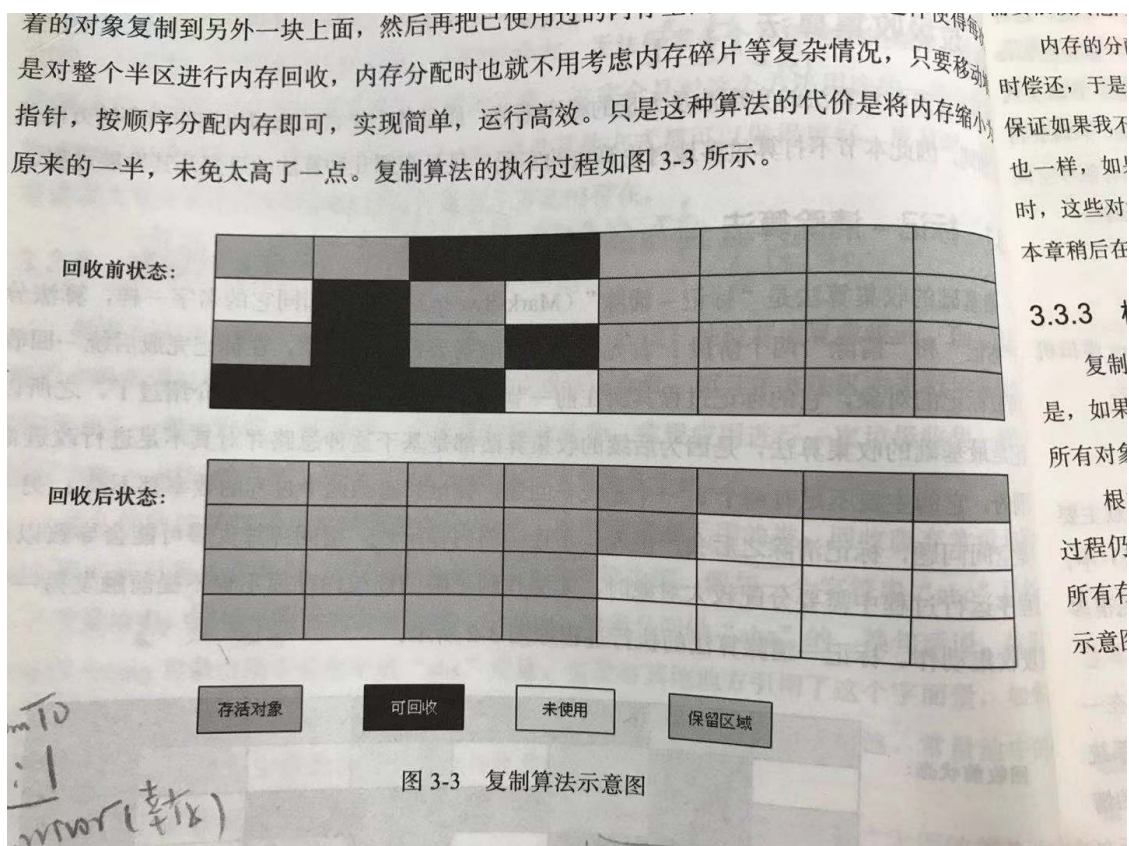 着的对象复制到另外一块上面，然后再把已使用过的内存空
是对整个半区进行内存回收，内存分配时也就不用考虑内存碎片等复杂情况，只要移动
指针，按顺序分配内存即可，实现简单，运行高效。只是这种算法的代价是将内存缩小
原来的一半，未免太高了一点。复制算法的执行过程如图 3-3 所示。
回收前状态：
回收后状态：
存活对象
可回收
未使用
保留区域
图 3-3 复制算法示意图
内存的分
时偿还，于是
保证如果我不
也一样，如
时，这些对
本章稍后在
3.3.3
复制
是，如果
所有对
根
过程仍
所有存
示意图